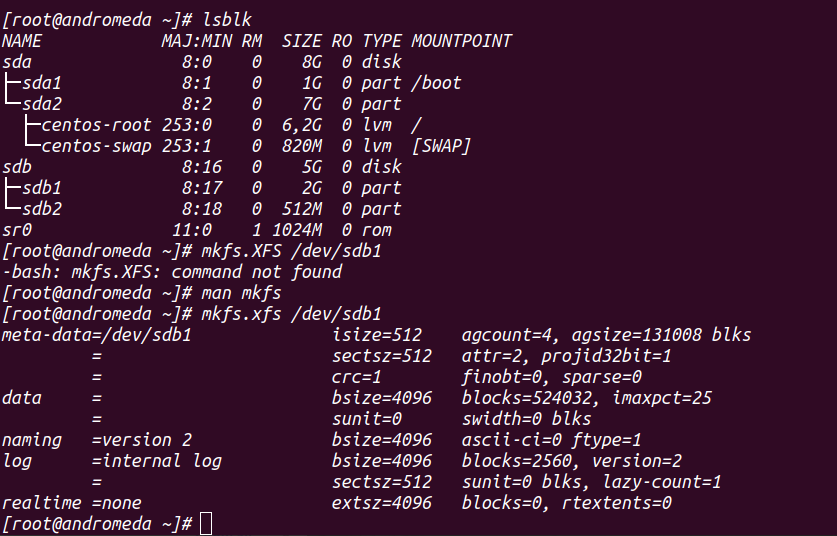 [root@andromeda ~]# lsblk
NAME            MAJ:MIN RM  SIZE RO TYPE MOUNTPOINT
sda               8:0    0    8G  0 disk
├─sda1            8:1    0    1G  0 part /boot
└─sda2            8:2    0    7G  0 part
  ├─centos-root 253:0    0  6,2G  0 lvm  /
  └─centos-swap 253:1    0  820M  0 lvm  [SWAP]
sdb               8:16   0    5G  0 disk
├─sdb1            8:17   0    2G  0 part
└─sdb2            8:18   0  512M  0 part
sr0              11:0    1 1024M  0 rom
[root@andromeda ~]# mkfs.XFS /dev/sdb1
-bash: mkfs.XFS: command not found
[root@andromeda ~]# man mkfs
[root@andromeda ~]# mkfs.xfs /dev/sdb1
meta-data=/dev/sdb1              isize=512    agcount=4, agsize=131008 blks
         =                       sectsz=512   attr=2, projid32bit=1
         =                       crc=1        finobt=0, sparse=0
data     =                       bsize=4096   blocks=524032, imaxpct=25
         =                       sunit=0      swidth=0 blks
naming   =version 2              bsize=4096   ascii-ci=0 ftype=1
log      =internal log           bsize=4096   blocks=2560, version=2
         =                       sectsz=512   sunit=0 blks, lazy-count=1
realtime =none                   extsz=4096   blocks=0, rtextents=0
[root@andromeda ~]#